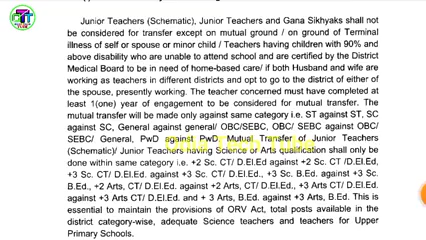 Junior Teachers (Schematic), Junior Teachers and Gana Sikhyaks shall not
be considered for transfer except on mutual ground / on ground of Terminal
illness of self or spouse or minor child / Teachers having children with 90% and
above disability who are unable to attend school and are certified by the District
Medical Board to be in need of home-based care/ if both Husband and wife are
working as teachers in different districts and opt to go to the district of either
of the spouse, presently working. The teacher concerned must have completed at
least 1(one) year of engagement to be considered for mutual transfer. The
mutual transfer will be made only against same category i.e. ST against ST, SC
against SC, General against general/ OBC/SEBC, OBC/ SEBC against OBC/
SEBC/ General, PwD against PwD. Mutual Transfer of Junior Teachers
(Schematic)/ Junior Teachers having Science or Arts qualification shall only be
done within same category i.e. +2 Sc. CT/ D.El.Ed against +2 Sc. CT /D.El.Ed,
+3 Sc. CT/ D.El.Ed. against +3 Sc. CT/ D.El.Ed., +3 Sc. B.Ed. against +3 Sc.
B.Ed., +2 Arts, CT/ D.El.Ed. against +2 Arts, CT/ D.El.Ed., +3 Arts CT/ D.El.Ed.
against +3 Arts CT/ D.El.Ed. and + 3 Arts, B.Ed. against +3 Arts, B.Ed. This is
essential to maintain the provisions of ORV Act, total posts available in the
district category-wise, adequate Science teachers and teachers for Upper
Primary Schools.